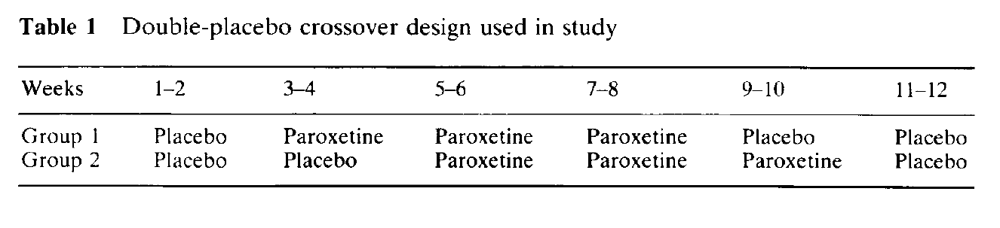 Table 1 Double-placebo crossover design used in study
Weeks 1–2 3–4 5–6 7–8 9–10 11–12
Group 1 Placebo Paroxetine Paroxetine Paroxetine Placebo Placebo
Group 2 Placebo Placebo Paroxetine Paroxetine Paroxetine Placebo